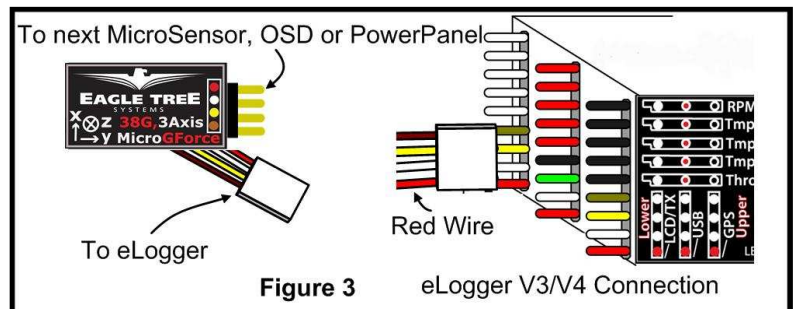 To next MicroSensor, OSD or PowerPanel
EAGLE TREE
SYSTEMS
X Z 38G, 3Axis
y MicroGForce
To eLogger
Red Wire
RPM
Tmp
Tmp
Tmp
Thro
Lower
/LCD/TX
/USB
/GPS
Upper
LE
Figure 3
eLogger V3/V4 Connection